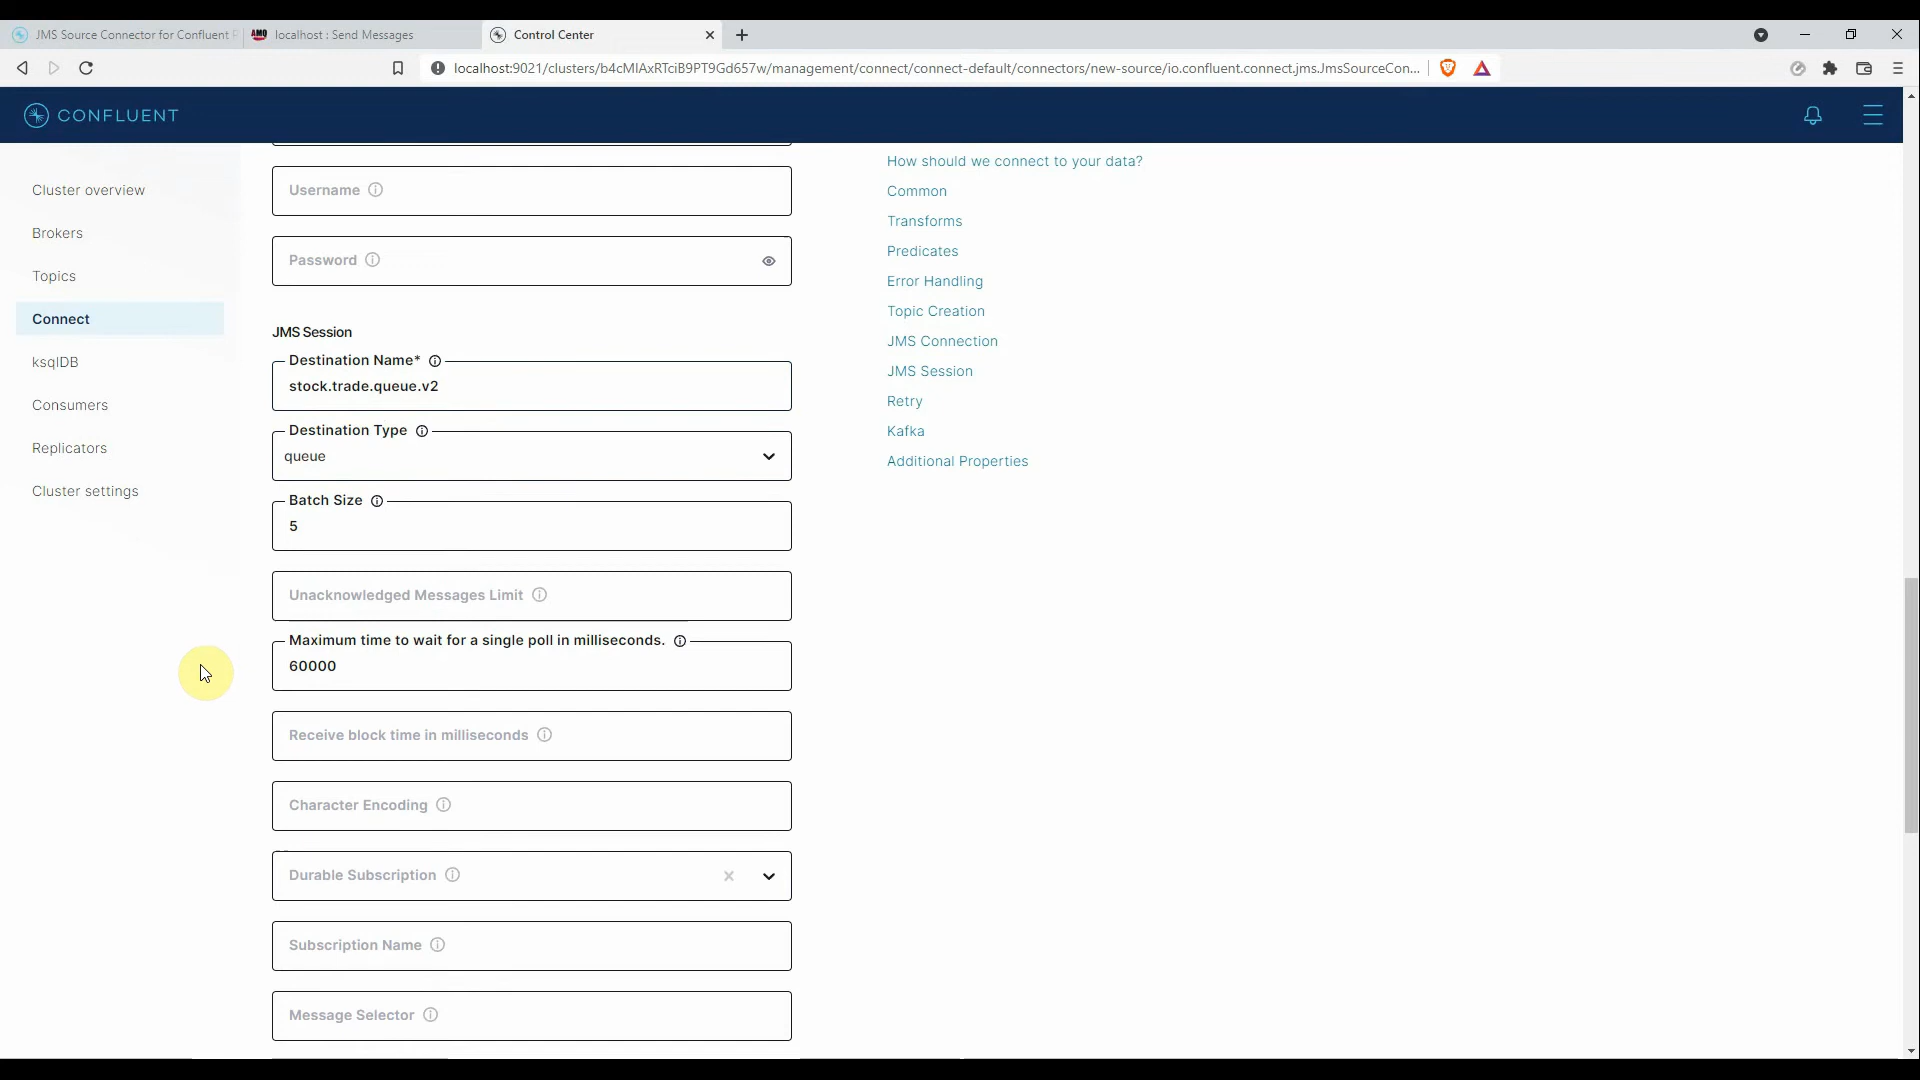 JMS Source Connector for Confluent P
AMQ localhost : Send Messages
Control Center
localhost:9021/clusters/b4cMIAxRTciB9PT9Gd657w/management/connect/connect-default/connectors/new-source/io.confluent.connect.jms.JmsSourceCon...
CONFLUENT
Cluster overview
Brokers
Topics
Connect
ksqlDB
Consumers
Replicators
Cluster settings
Username
Password
JMS Session
Destination Name*
stock.trade.queue.v2
Destination Type
queue
Batch Size
5
Unacknowledged Messages Limit
Maximum time to wait for a single poll in milliseconds.
60000
Receive block time in milliseconds
Character Encoding
Durable Subscription
Subscription Name
Message Selector
How should we connect to your data?
Common
Transforms
Predicates
Error Handling
Topic Creation
JMS Connection
JMS Session
Retry
Kafka
Additional Properties